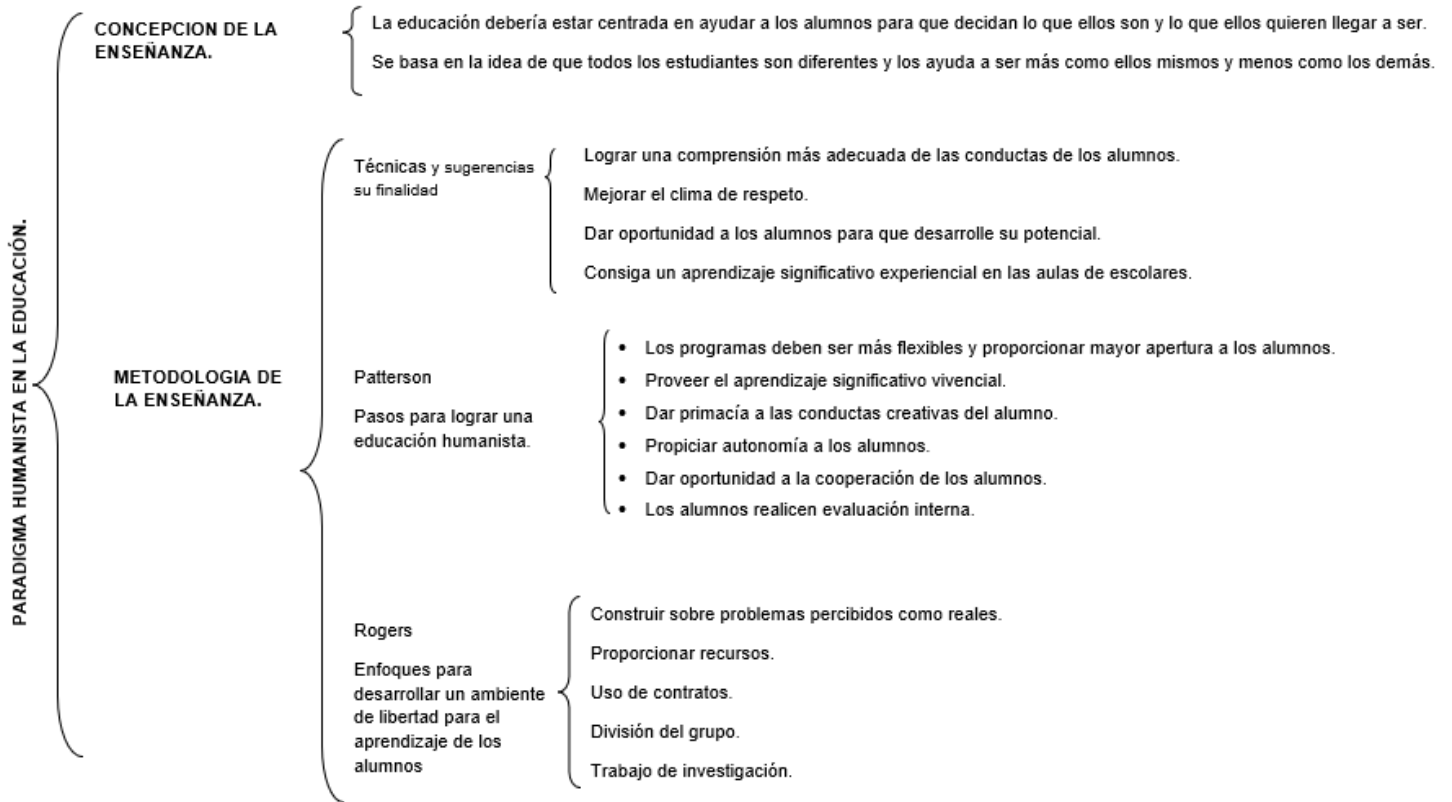 PARADIGMA HUMANISTA EN LA EDUCACIÓN.
CONCEPCION DE LA
ENSEÑANZA.
La educación debería estar centrada en ayudar a los alumnos para que decidan lo que ellos son y lo que ellos quieren llegar a ser.
Se basa en la idea de que todos los estudiantes son diferentes y los ayuda a ser más como ellos mismos y menos como los demás.
METODOLOGIA DE
LA ENSEÑANZA.
Técnicas y sugerencias
su finalidad
Lograr una comprensión más adecuada de las conductas de los alumnos.
Mejorar el clima de respeto.
Dar oportunidad a los alumnos para que desarrolle su potencial.
Consiga un aprendizaje significativo experiencial en las aulas de escolares.
Patterson
Pasos para lograr una
educación humanista.
• Los programas deben ser más flexibles y proporcionar mayor apertura a los alumnos.
• Proveer el aprendizaje significativo vivencial.
• Dar primacía a las conductas creativas del alumno.
• Propiciar autonomía a los alumnos.
• Dar oportunidad a la cooperación de los alumnos.
• Los alumnos realicen evaluación interna.
Rogers
Enfoques para
desarrollar un ambiente
de libertad para el
aprendizaje de los
alumnos
Construir sobre problemas percibidos como reales.
Proporcionar recursos.
Uso de contratos.
División del grupo.
Trabajo de investigación.